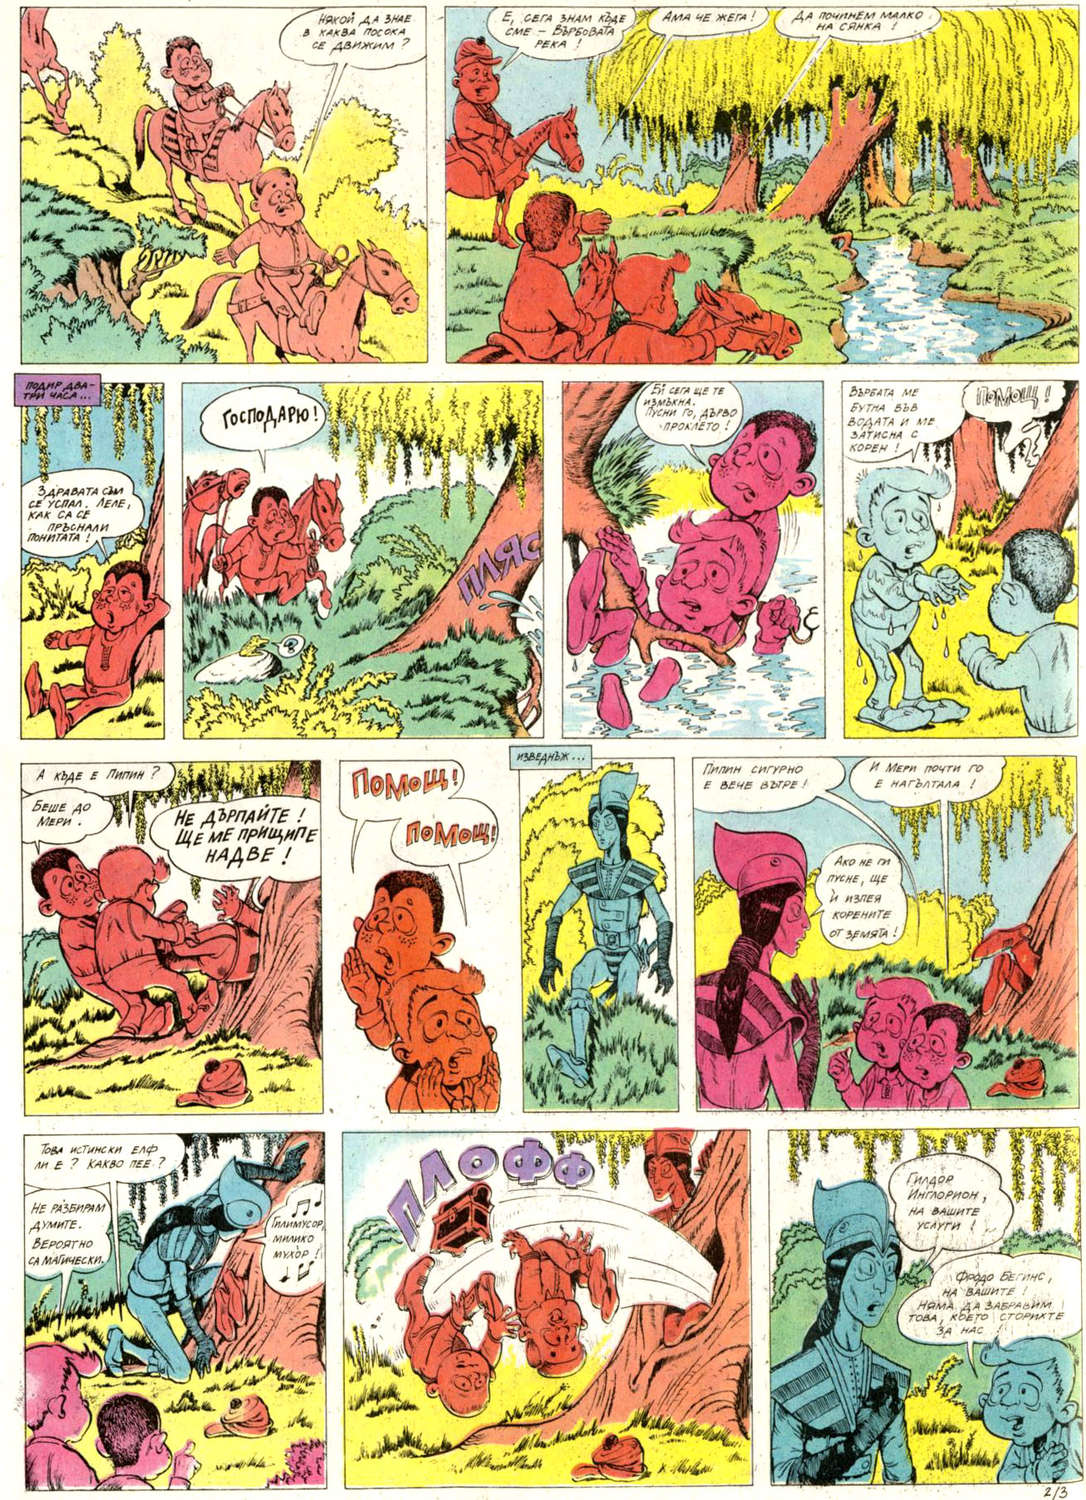 НЯКОЙ ДА ЗНАЕ
В КАКВА ПОСОКА
СЕ ДВИЖИМ?
Е, СЕГА ЗНАМ КЪДЕ
СМЕ - ВЪРБОВАТА
РЕКА!
АМА ЧЕ ЖЕГА!
ДА ПОЧИНЕМ МАЛКО
НА СЯНКА!
ПОДИР ДВА-
ТРИ ЧАСА...
ЗДРАВАТА СЪМ
СЕ УСПАЛ. ЛЕЛЕ,
КАК СА СЕ
ПРЪСНАЛИ
ПОНИТАТА!
ГОСПОДАРЮ!
ПЛЯС
ЕЙ СЕГА ЩЕ ТЕ
ИЗМЪКНА.
ПУСНИ ГО, ДЪРВО
ПРОКЛЕТО!
ВЪРБАТА МЕ
БУТНА ВЪВ
ВОДАТА И МЕ
ЗАТИСНА С
КОРЕН!
ПОМОЩ!
А КЪДЕ Е ПИПИН?
БЕШЕ ДО
МЕРИ.
НЕ ДЪРПАЙТЕ!
ЩЕ МЕ ПРИЩИПЕ
НАДВЕ!
ПОМОЩ!
ПОМОЩ!
ИЗВЕДНЪЖ...
ПИПИН СИГУРНО
Е ВЕЧЕ ВЪТРЕ!
И МЕРИ ПОЧТИ ГО
Е НАГЪЛТАЛА!
АКО НЕ ГИ
ПУСНЕ, ЩЕ
Й ИЗПЕЯ
КОРЕНИТЕ
ОТ ЗЕМЯТА!
ТОВА ИСТИНСКИ ЕЛФ
ЛИ Е? КАКВО ПЕЕ?
НЕ РАЗБИРАМ
ДУМИТЕ.
ВЕРОЯТНО
СА МАГИЧЕСКИ.
ГИЛИМУСОР,
МИЛИКО
МУХОР!
ПЛОФФ
ГИЛДОР
ИНГЛОРИОН,
НА ВАШИТЕ
УСЛУГИ!
ФРОДО БЕГИНС,
НА ВАШИТЕ!
НЯМА ДА ЗАБРАВИМ
ТОВА, КОЕТО СТОРИХТЕ
ЗА НАС!
2/3